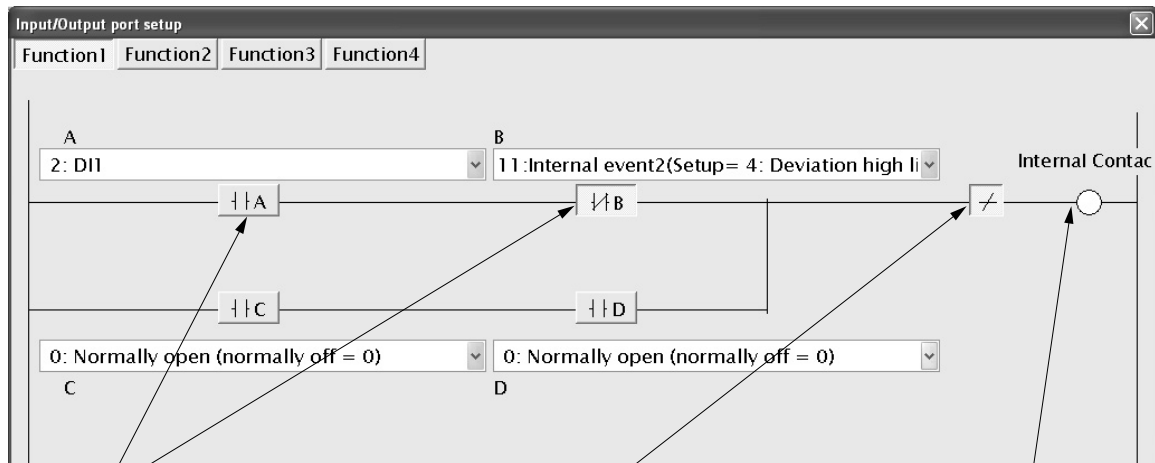 Input/Output port setup
Function1 Function2 Function3 Function4
A B
2: DI1 11:Internal event2(Setup= 4: Deviation high li
Internal Contac
A B
C D
0: Normally open (normally off = 0) 0: Normally open (normally off = 0)
C D